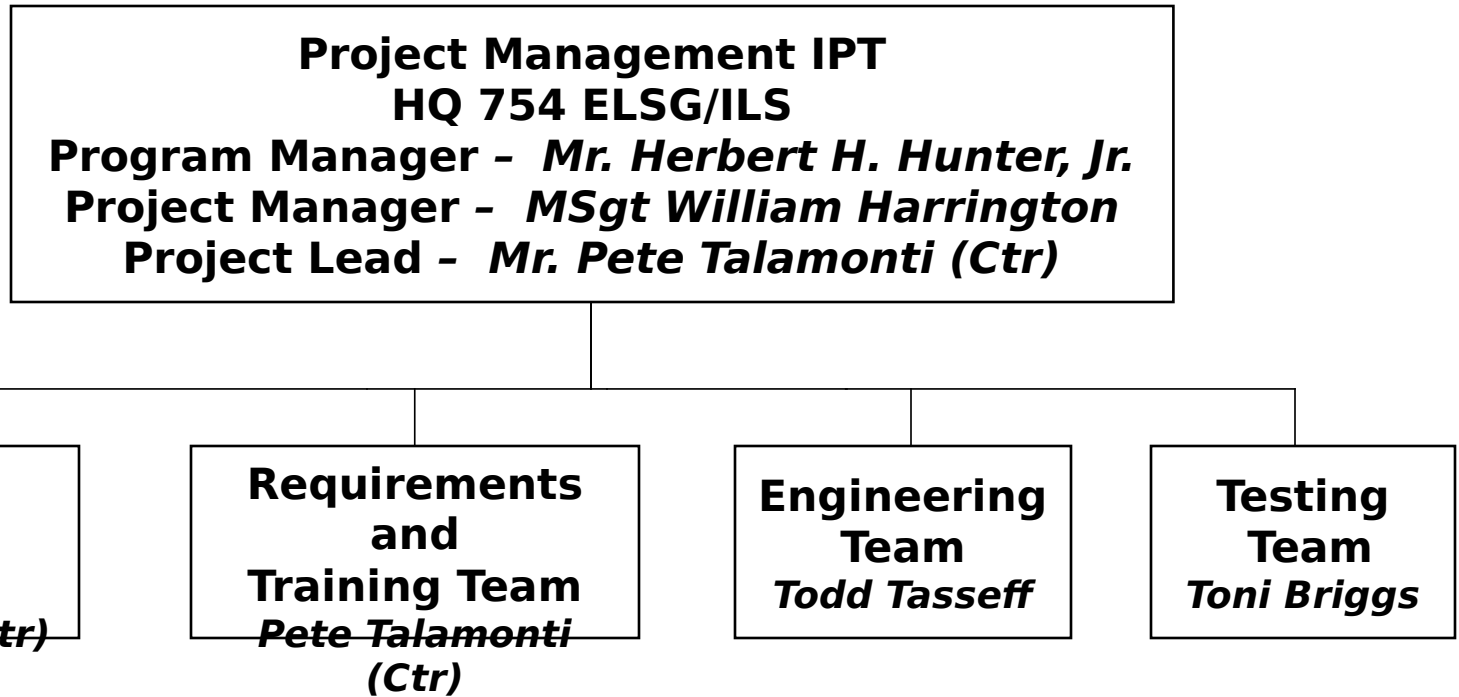 Project Management IPT
HQ 754 ELSG/ILS
Program Manager – Mr. Herbert H. Hunter, Jr.
Project Manager – MSgt William Harrington
Project Lead – Mr. Pete Talamonti (Ctr)
tr)
Requirements
and
Training Team
Pete Talamonti
(Ctr)
Engineering
Team
Todd Tasseff
Testing
Team
Toni Briggs